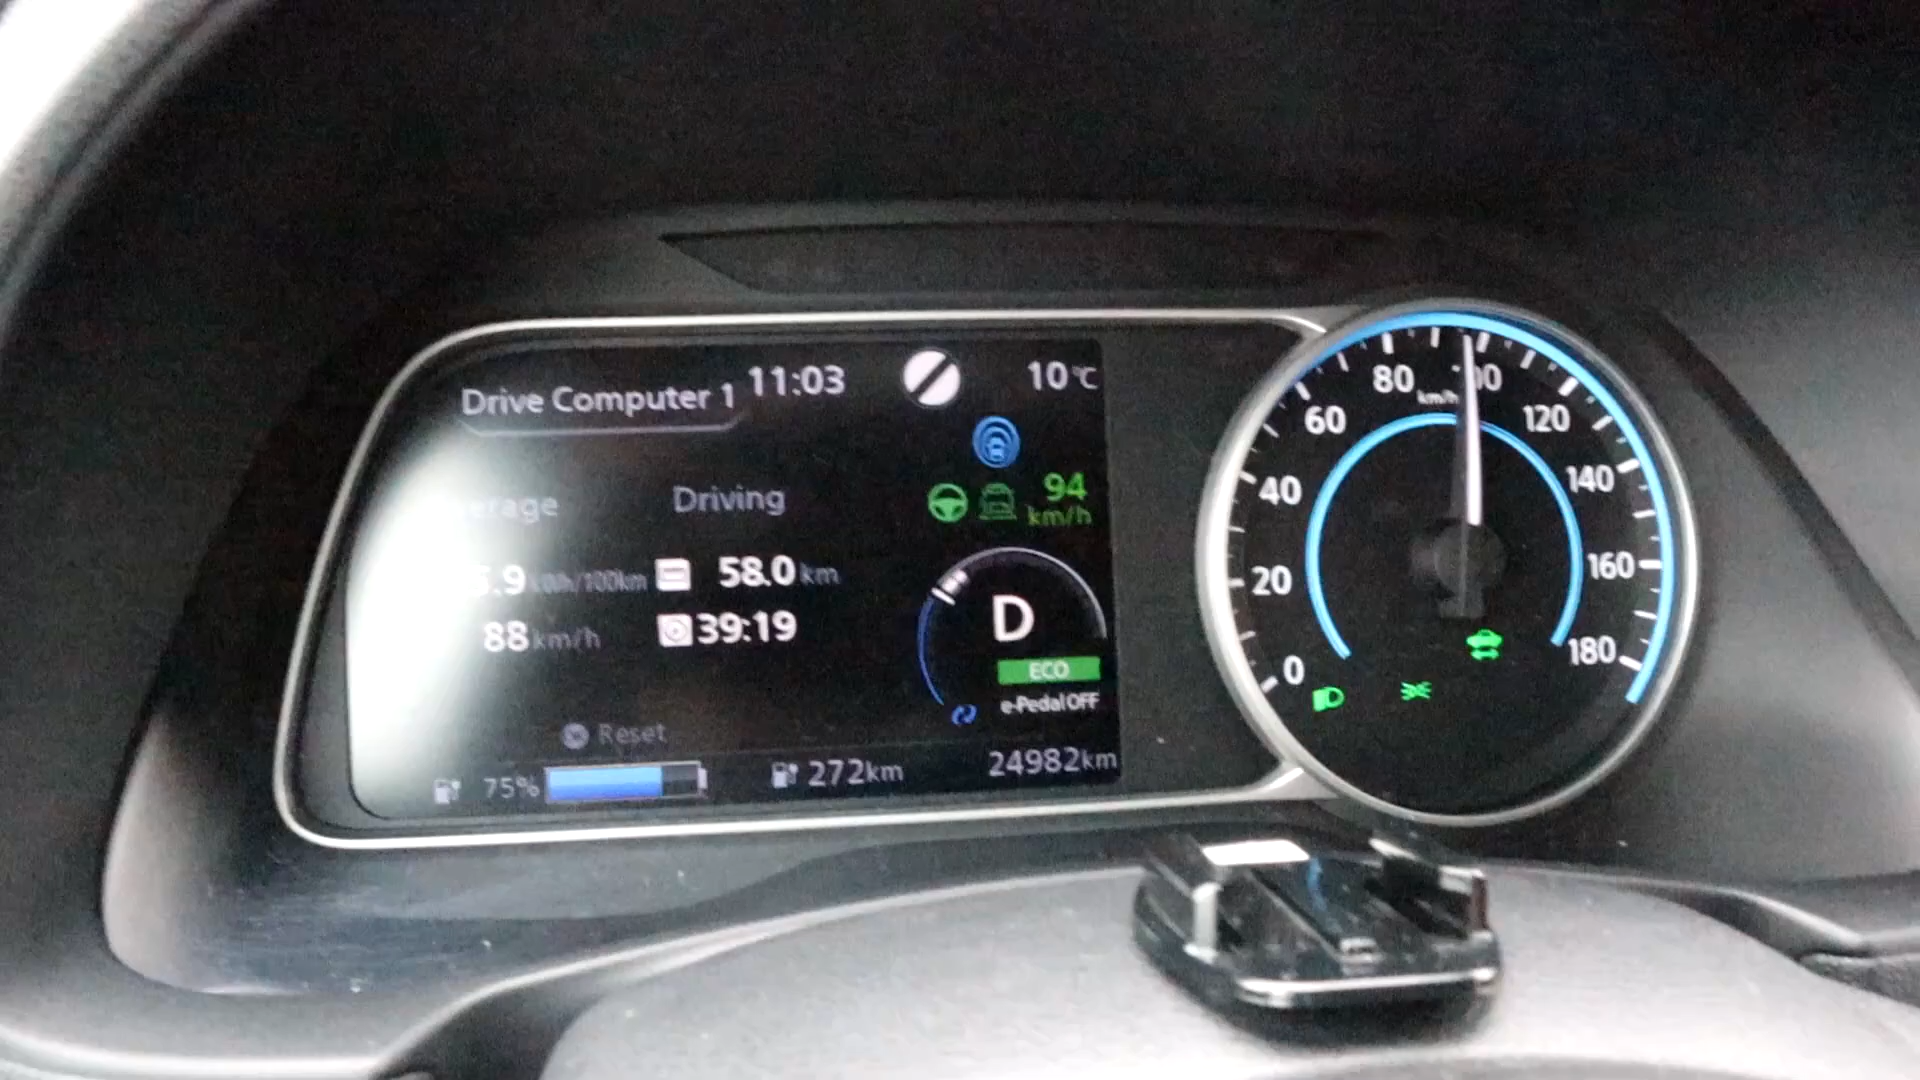 Drive Computer 1 11:03 10°C
Driving
94
km/h
58.0 km
88 km/h 39:19
D
ECO
e-Pedal OFF
Reset
75% 272km 24982km
0 20 40 60 80 100 120 140 160 180
km/h